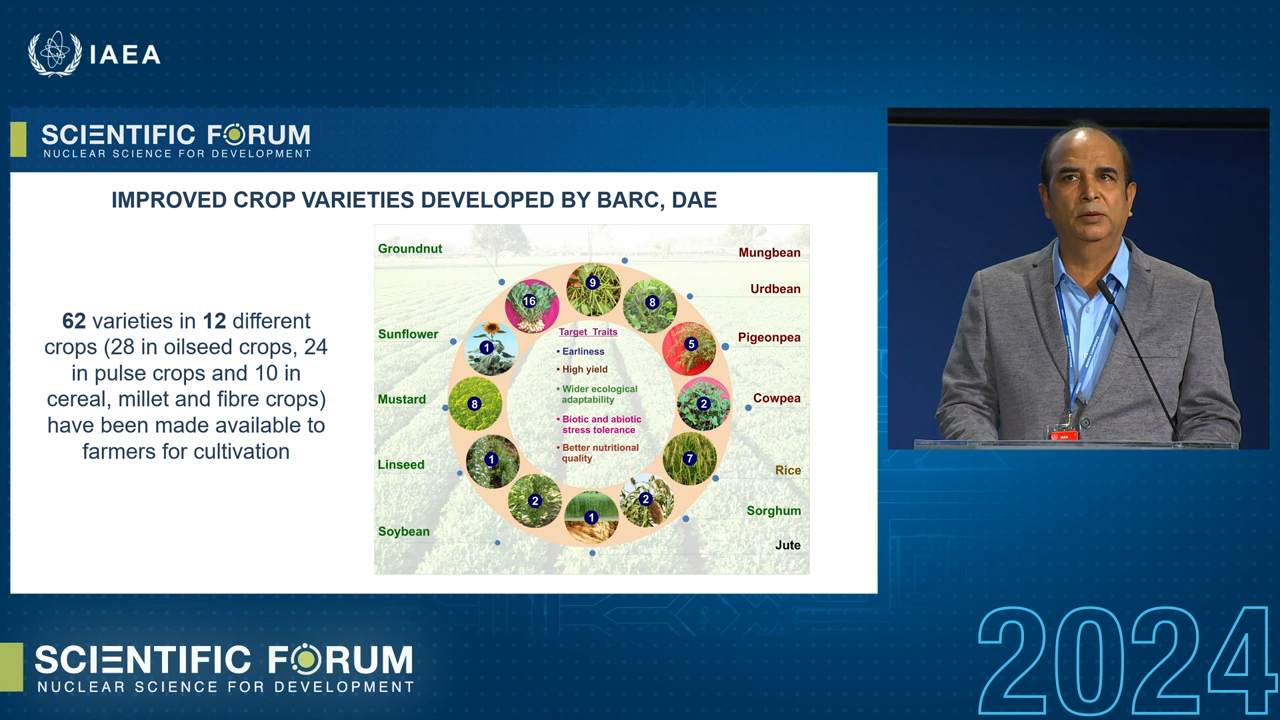 IAEA
SCIENTIFIC FORUM
NUCLEAR SCIENCE FOR DEVELOPMENT
IMPROVED CROP VARIETIES DEVELOPED BY BARC, DAE
62 varieties in 12 different
crops (28 in oilseed crops, 24
in pulse crops and 10 in
cereal, millet and fibre crops)
have been made available to
farmers for cultivation
Groundnut
Sunflower
Mustard
Linseed
Soybean
9
16
8
1
5
8
2
1
7
2
2
1
Target Traits
• Earliness
• High yield
• Wider ecological
adaptability
• Biotic and abiotic
stress tolerance
• Better nutritional
quality
Mungbean
Urdbean
Pigeonpea
Cowpea
Rice
Sorghum
Jute
SCIENTIFIC FORUM
NUCLEAR SCIENCE FOR DEVELOPMENT
2024